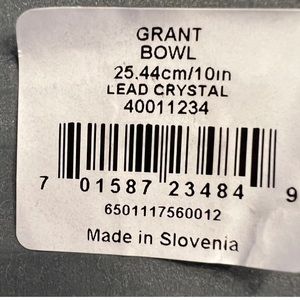 GRANT
BOWL
25.44cm/10in
LEAD CRYSTAL
40011234
7 01587 23484 9
6501117560012
Made in Slovenia